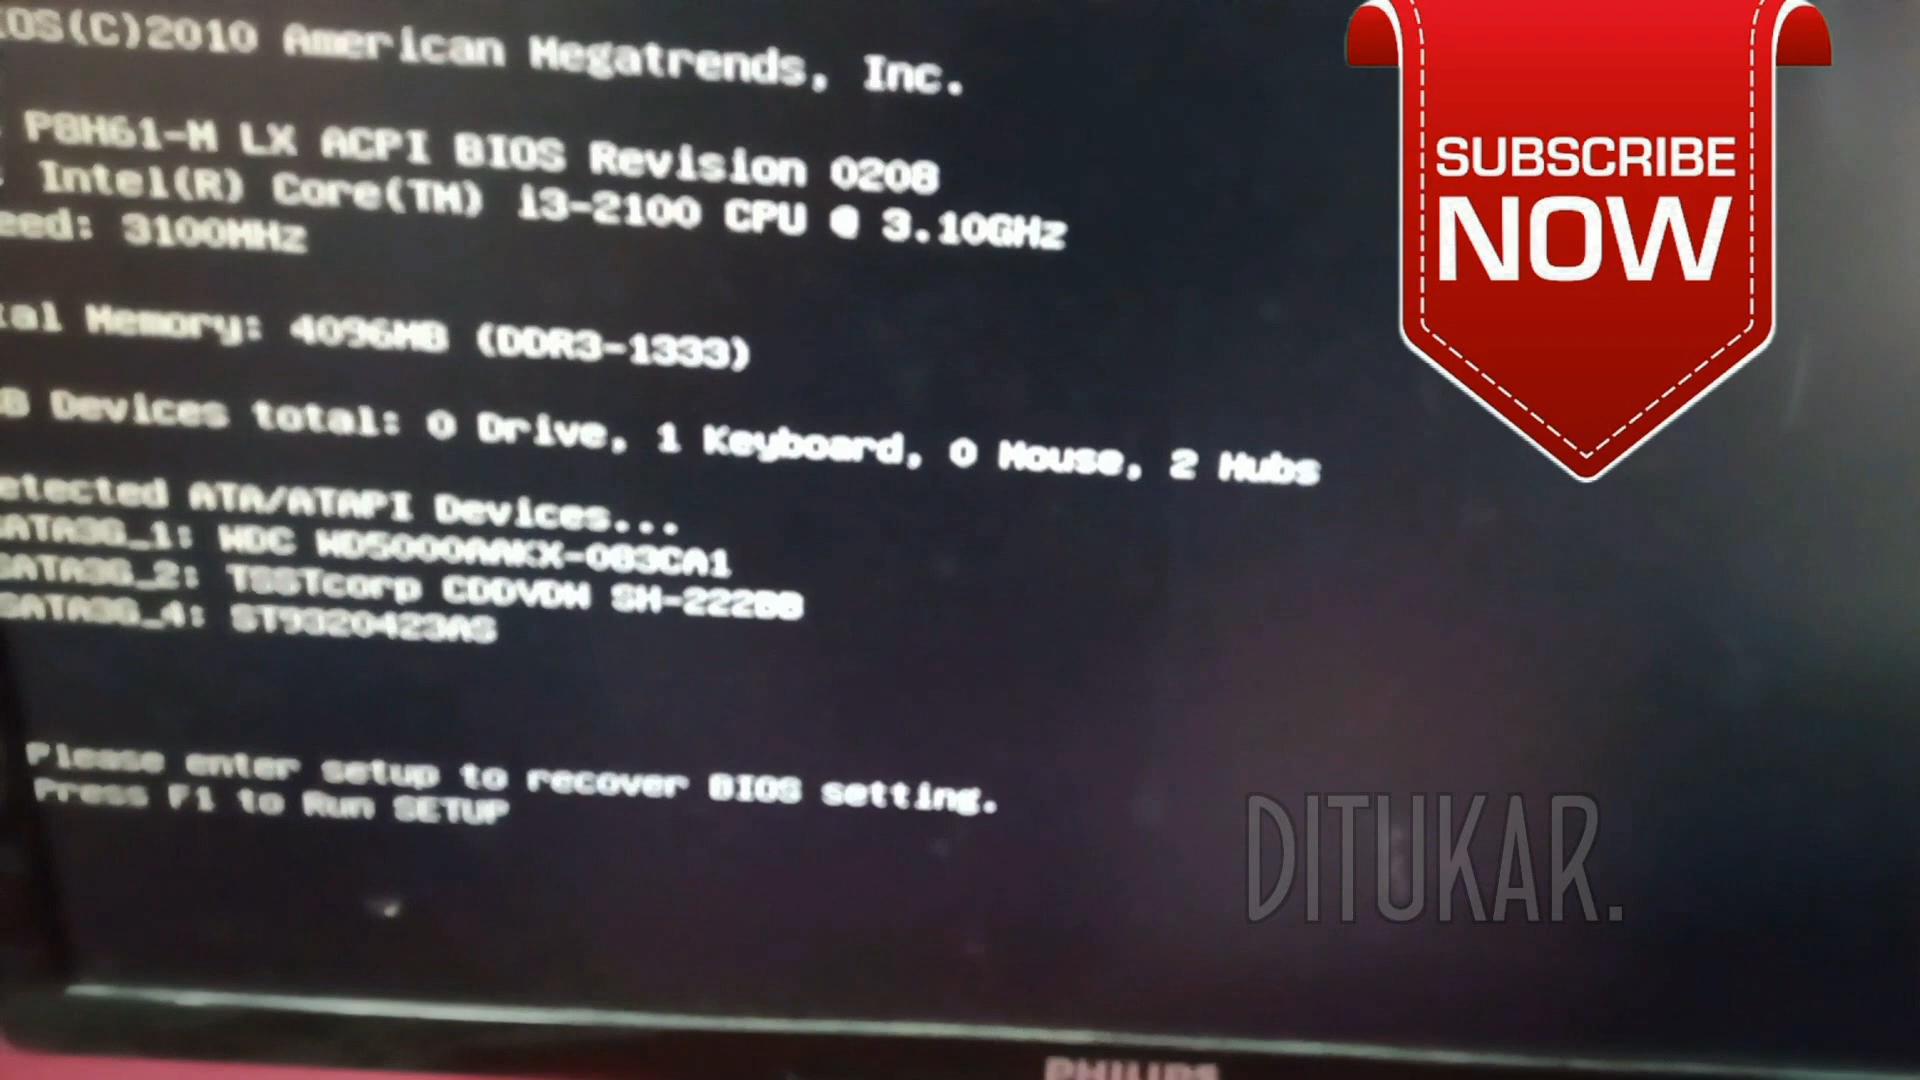 IOS(C)2010 American Megatrends, Inc.
P8H61-M LX ACPI BIOS Revision 0208
: Intel(R) Core(TM) i3-2100 CPU @ 3.10GHz
eed: 3100MHz
tal Memory: 4096MB (DDR3-1333)
B Devices total: 0 Drive, 1 Keyboard, 0 Mouse, 2 Hubs
etected ATA/ATAPI Devices...
SATA3G_1: WDC WD5000AAKX-083CA1
SATA3G_2: TSSTcorp CDDVDW SH-222BB
SATA3G_4: ST9320423AS
Please enter setup to recover BIOS setting.
Press F1 to Run SETUP
SUBSCRIBE
NOW
DITUKAR.
PHILIPS